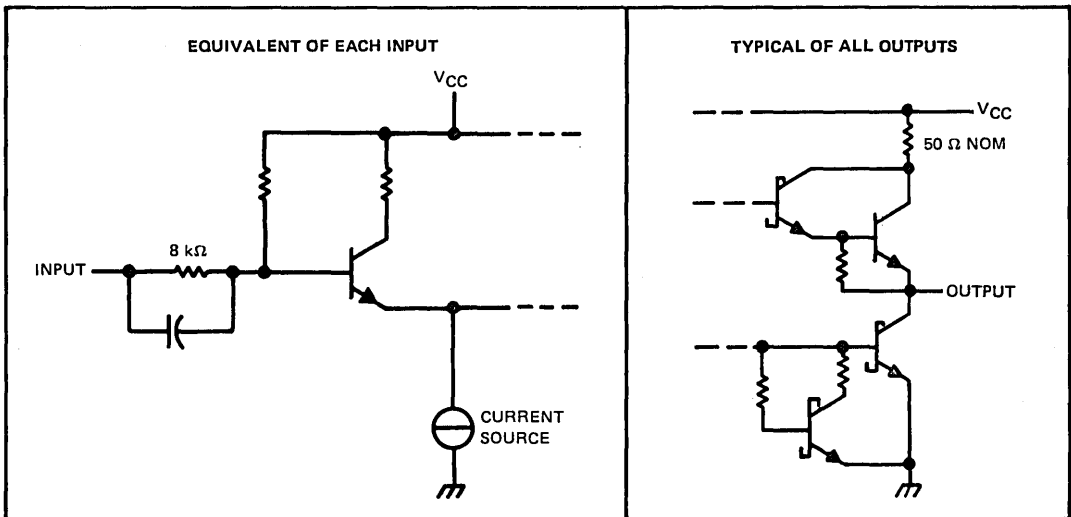 EQUIVALENT OF EACH INPUT
VCC
8 kΩ
INPUT
CURRENT
SOURCE
TYPICAL OF ALL OUTPUTS
VCC
50 Ω NOM
OUTPUT